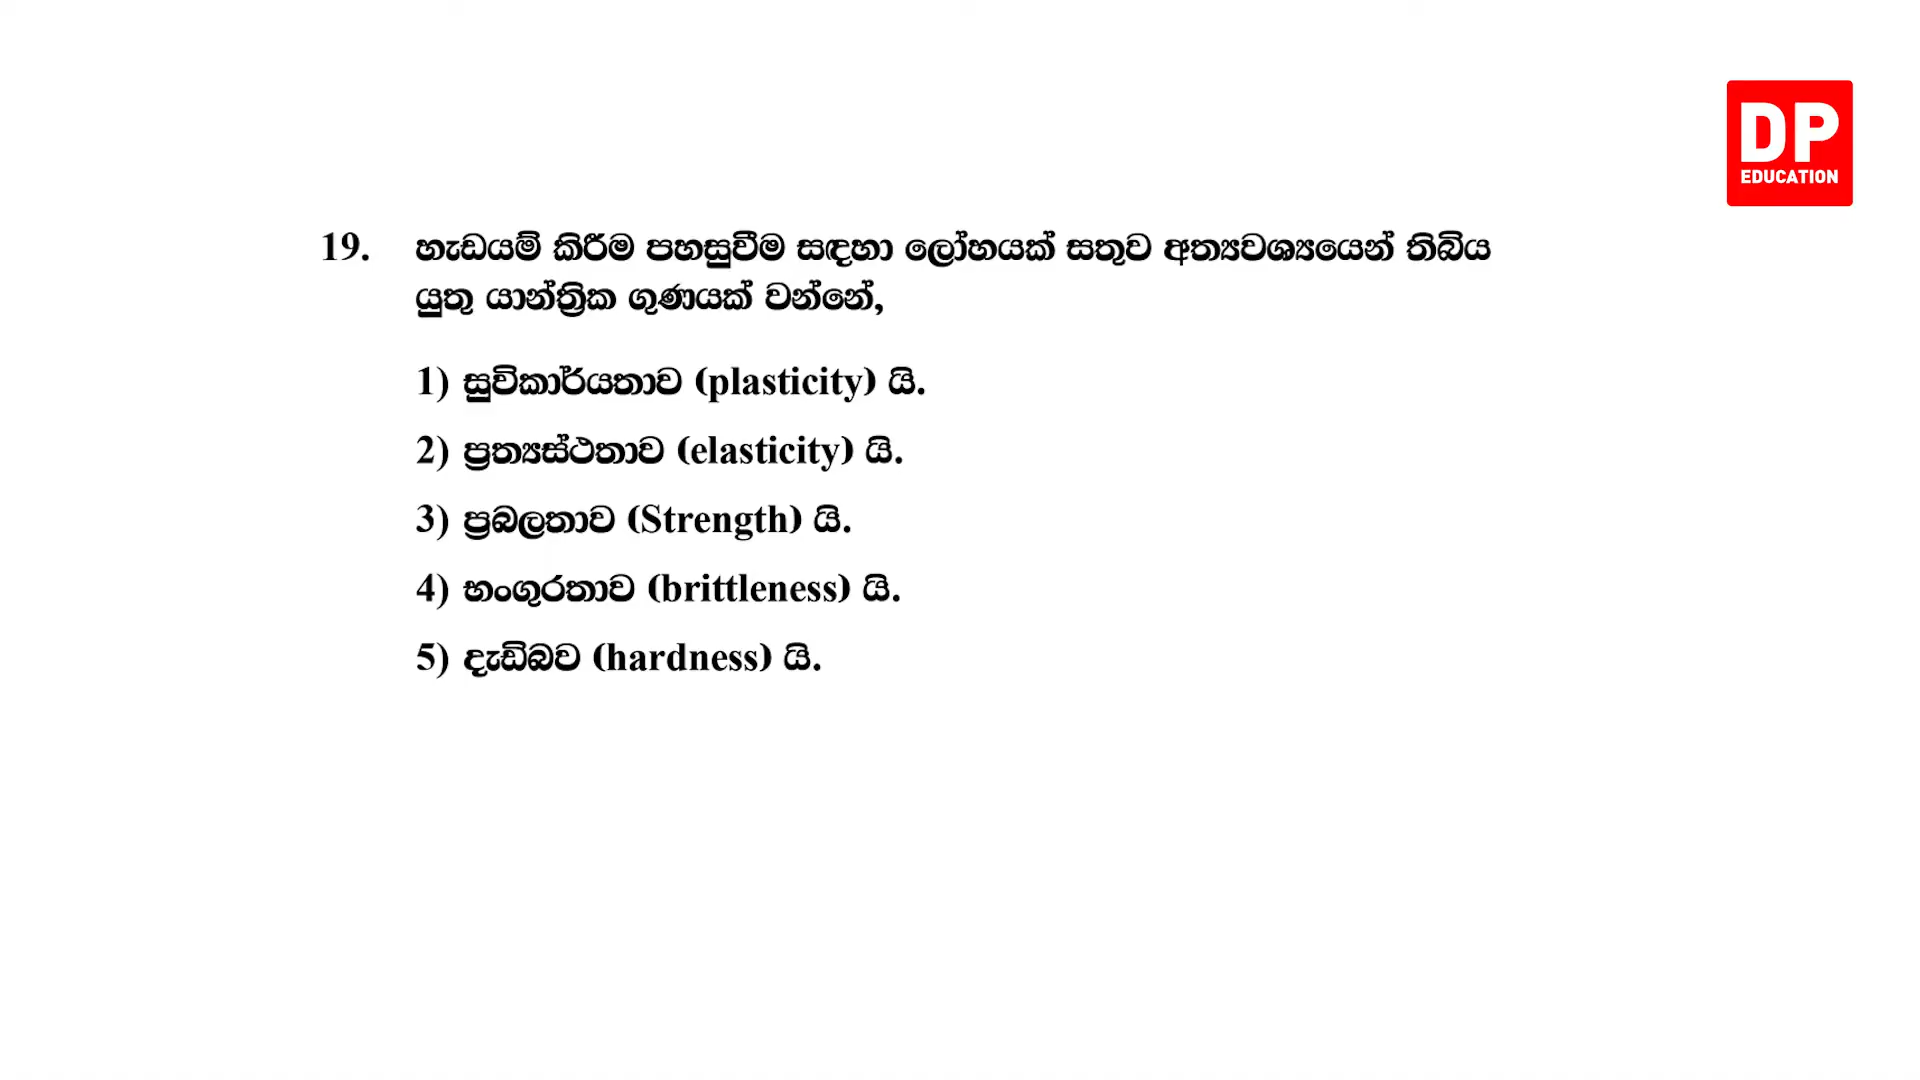 DP
EDUCATION
19. හැඩයම් කිරීම පහසුවීම සඳහා ලෝහයක් සතුව අත්‍යවශ්‍යයෙන් තිබිය
යුතු යාන්ත්‍රික ගුණයක් වන්නේ,
1) සුවිකාර්යතාව (plasticity) යි.
2) ප්‍රත්‍යස්ථතාව (elasticity) යි.
3) ප්‍රබලතාව (Strength) යි.
4) භංගුරතාව (brittleness) යි.
5) දැඩිබව (hardness) යි.